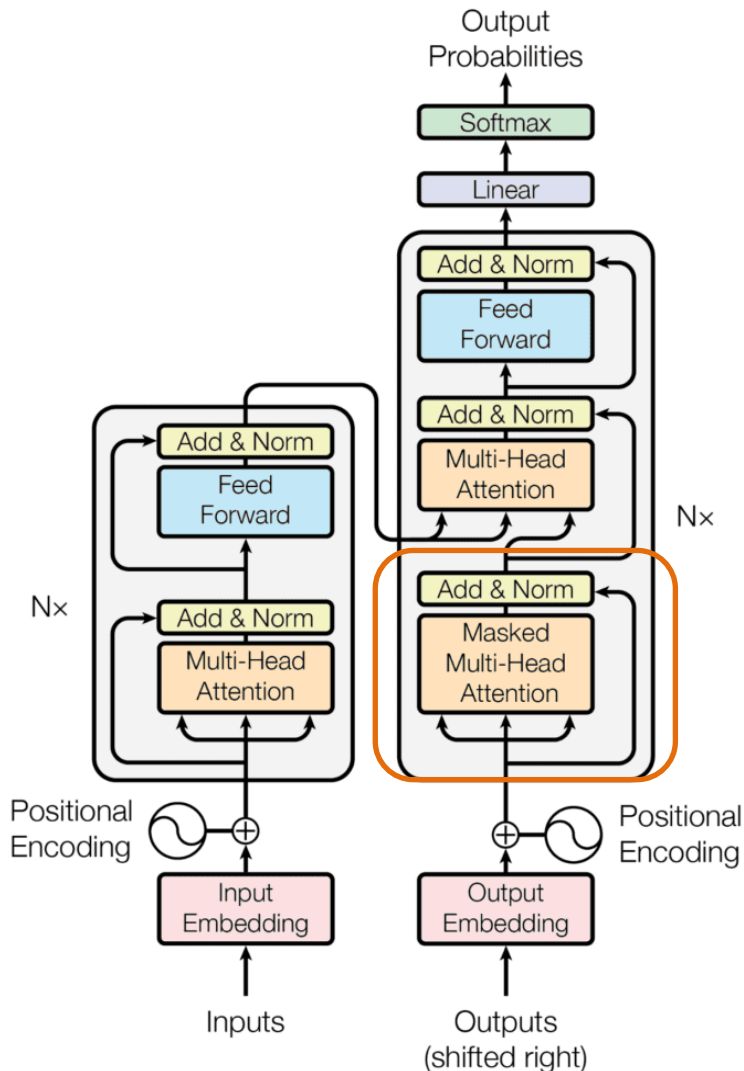 Output
Probabilities
Softmax
Linear
Add & Norm
Feed
Forward
Add & Norm
Multi-Head
Attention
Nx
Add & Norm
Masked
Multi-Head
Attention
Add & Norm
Feed
Forward
Nx
Add & Norm
Multi-Head
Attention
Positional
Encoding
Positional
Encoding
Input
Embedding
Output
Embedding
Inputs
Outputs
(shifted right)